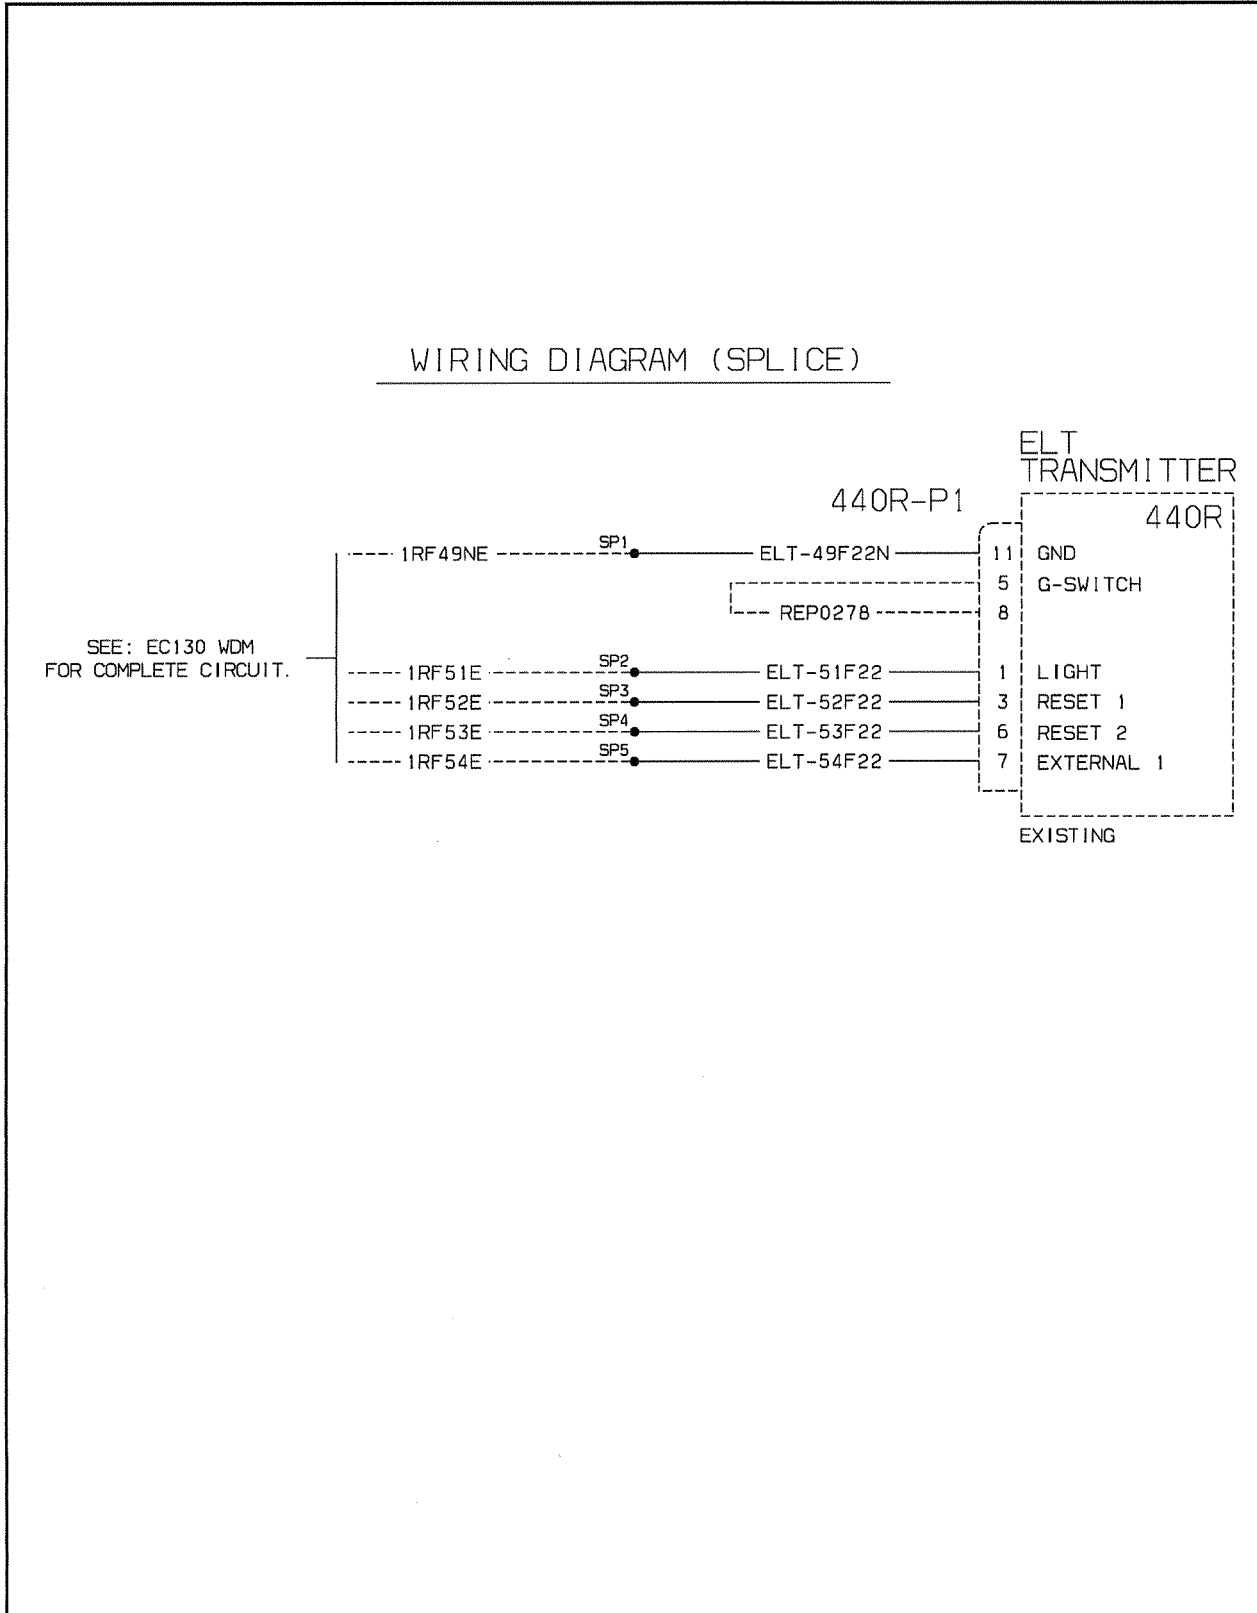 WIRING DIAGRAM (SPLICE)
ELT
TRANSMITTER
440R-P1
440R
1RF49NE SP1 ELT-49F22N 11 GND
5 G-SWITCH
REP0278 8
SEE: EC130 WDM
FOR COMPLETE CIRCUIT.
1RF51E SP2 ELT-51F22 1 LIGHT
1RF52E SP3 ELT-52F22 3 RESET 1
1RF53E SP4 ELT-53F22 6 RESET 2
1RF54E SP5 ELT-54F22 7 EXTERNAL 1
EXISTING